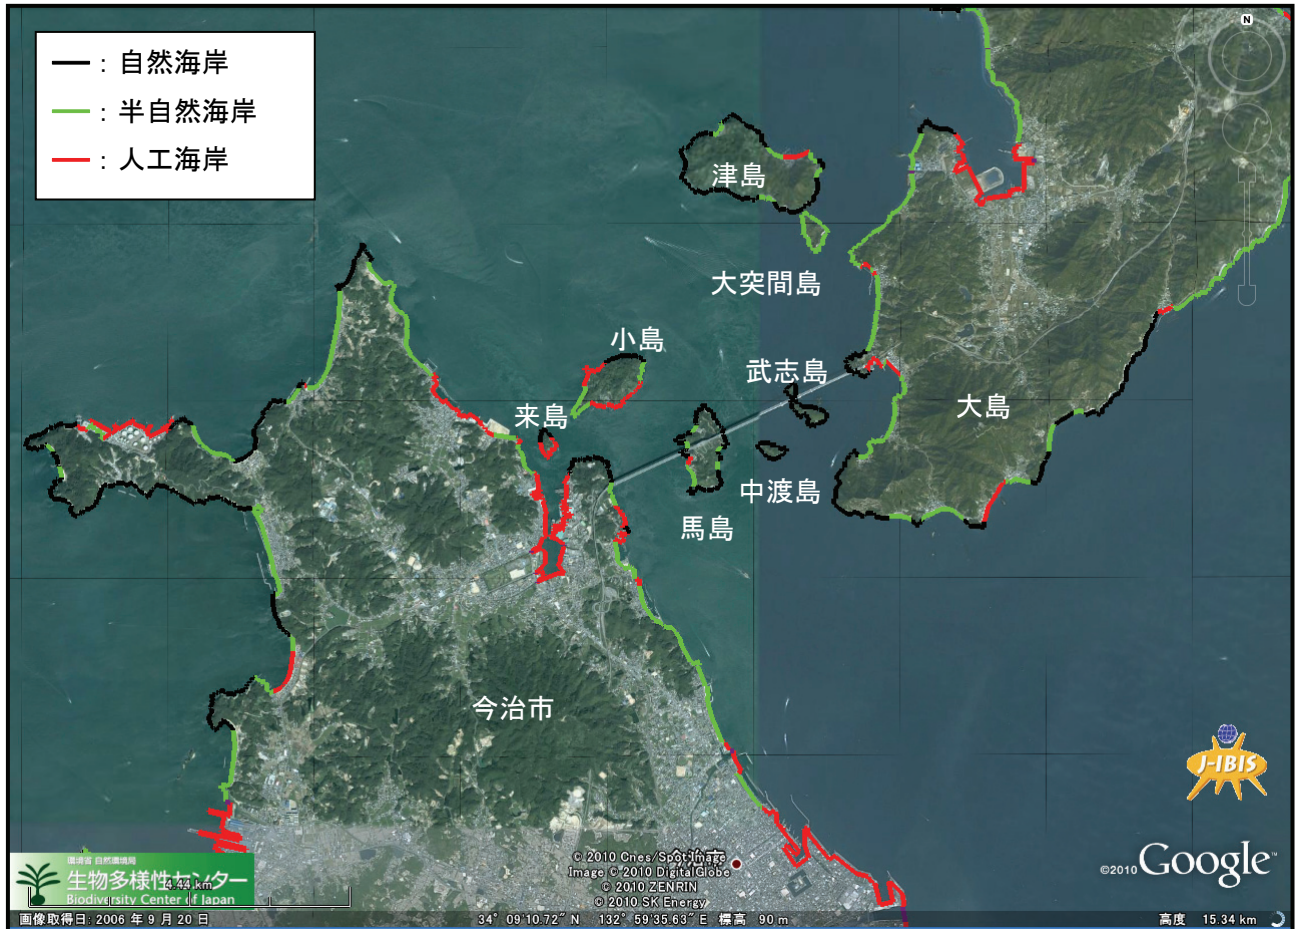 : 自然海岸
: 半自然海岸
: 人工海岸
N
津島
大突間島
小島
武志島
来島
大島
中渡島
馬島
今治市
J-IBIS
環境省 自然環境局
生物多様性センター
Biodiversity Center of Japan
4.44 km
© 2010 Cnes/Spot Image
Image © 2010 DigitalGlobe
© 2010 ZENRIN
© 2010 SK Energy
©2010 Google™
画像取得日: 2006 年 9 月 20 日
34° 09'10.72" N 132° 59'35.63" E 標高 90 m
高度 15.34 km